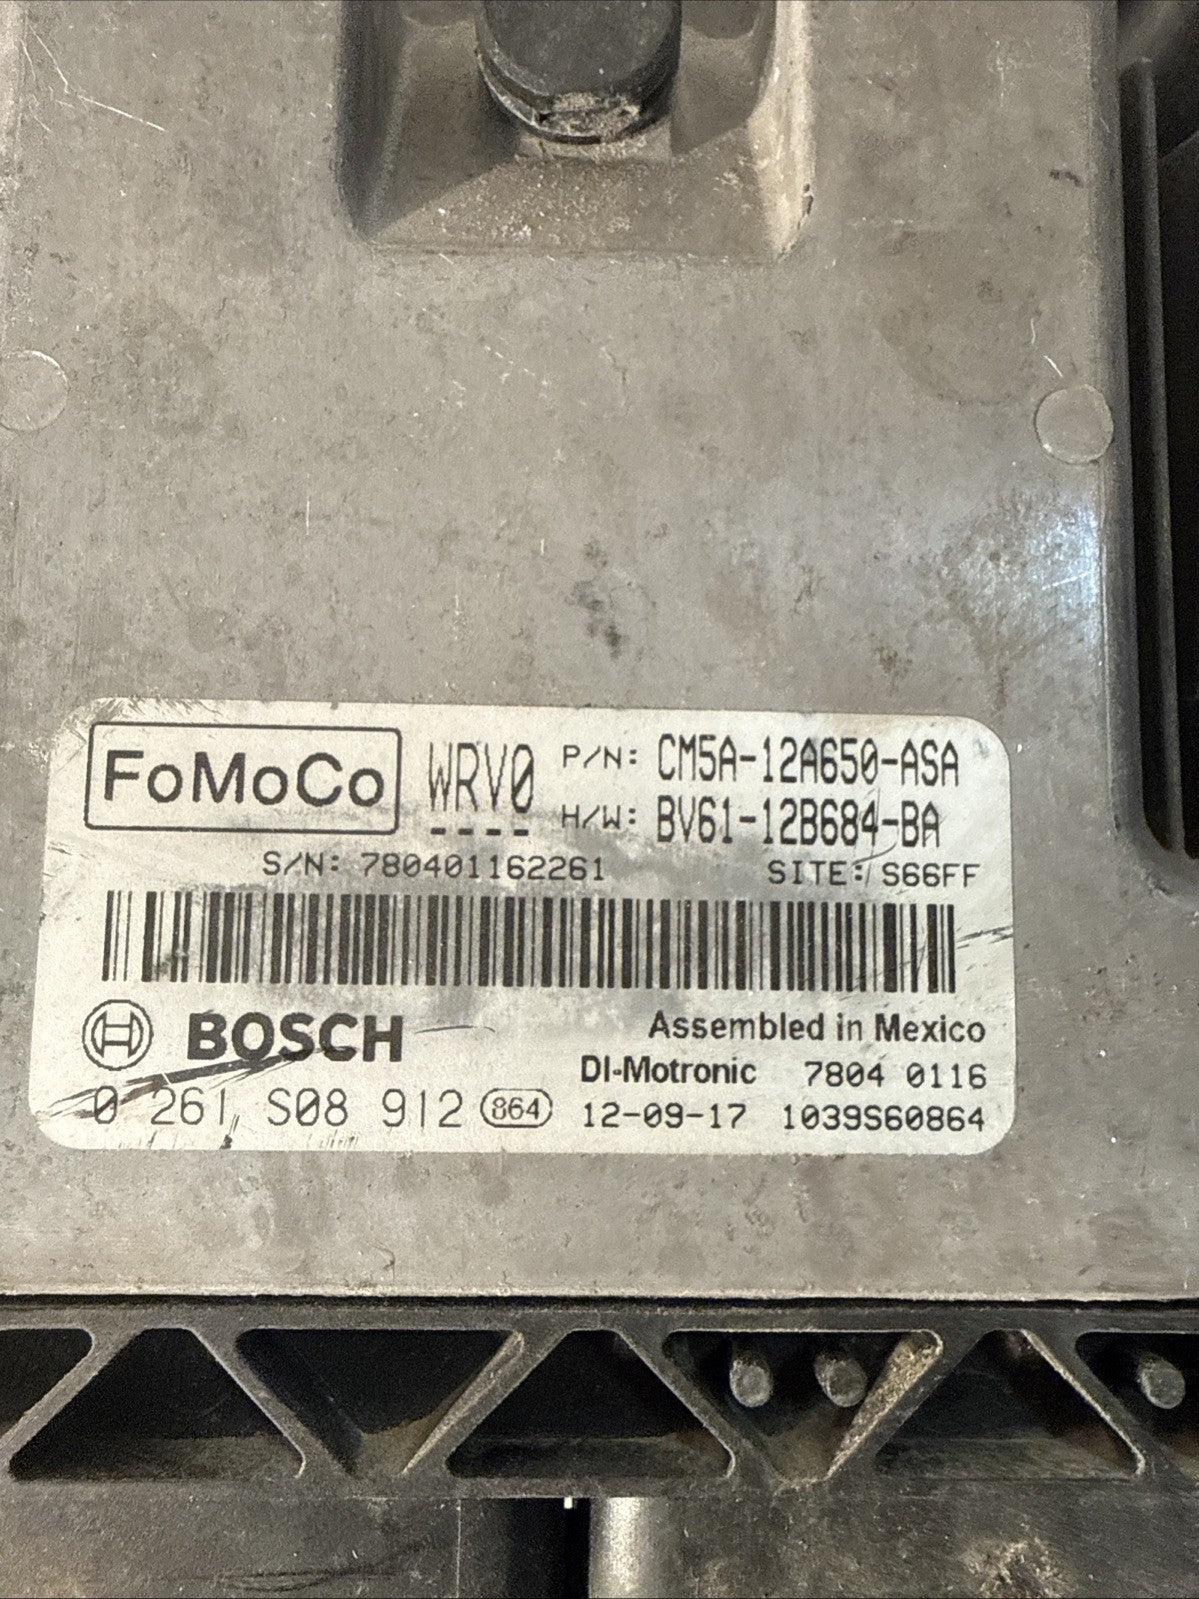 FoMoCo WRV0 P/N: CM5A-12A650-ASA
H/W: BV61-12B684-BA
S/N: 780401162261 SITE: S66FF
BOSCH Assembled in Mexico
DI-Motronic 7804 0116
0 261 S08 912 864 12-09-17 1039S60864